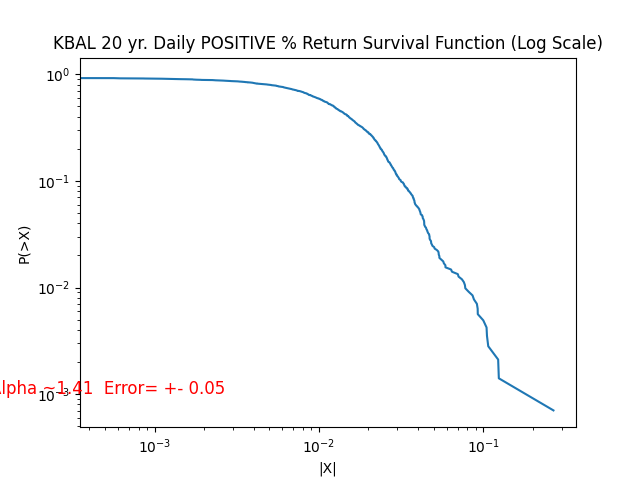 KBAL 20 yr. Daily POSITIVE % Return Survival Function (Log Scale)
10⁰
10⁻¹
10⁻²
10⁻³
P(>X)
lpha ~1.41 Error= +- 0.05
10⁻³ 10⁻² 10⁻¹
|X|